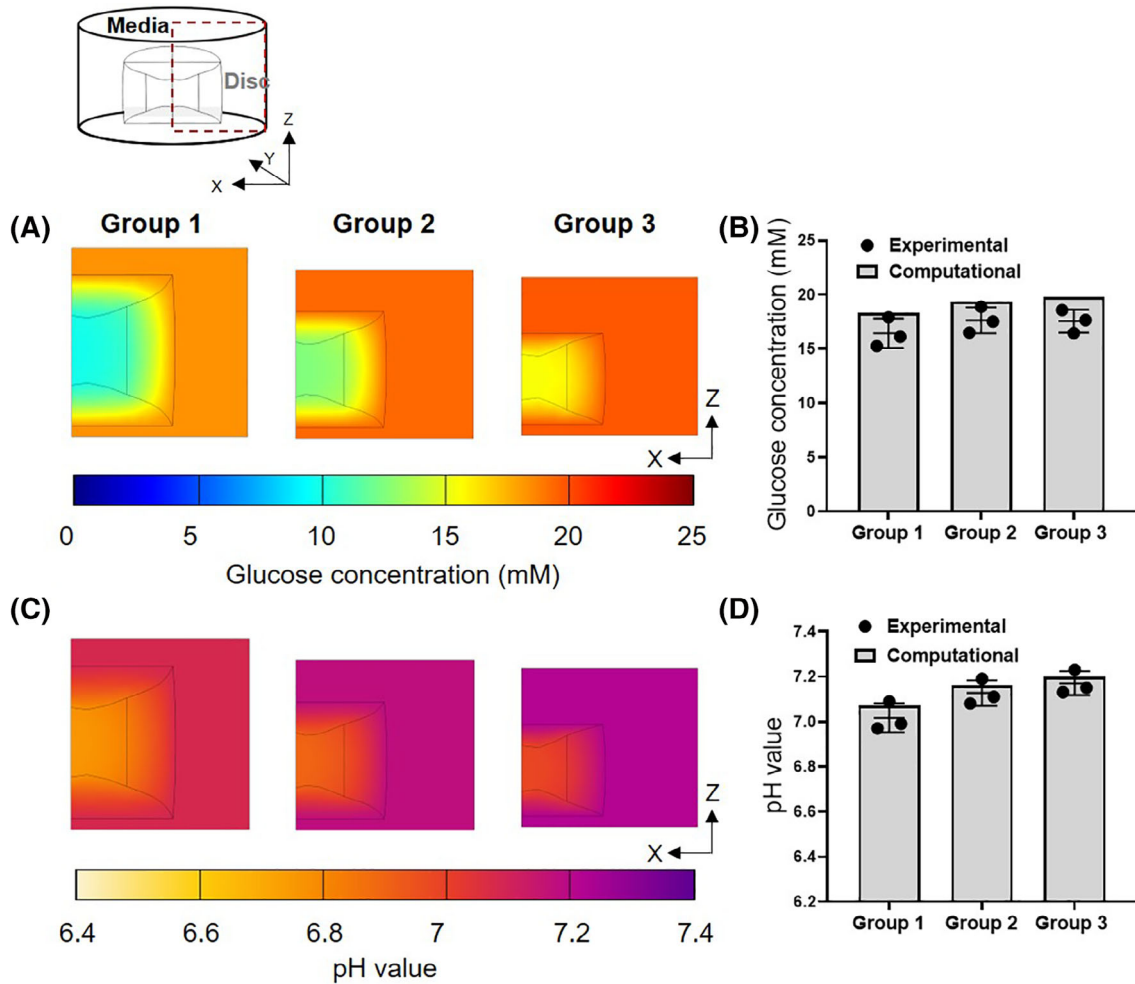 Media
Disc
Z
Y
X
(A)
Group 1
Group 2
Group 3
Z
X
0
5
10
15
20
25
Glucose concentration (mM)
(B)
Experimental
Computational
Glucose concentration (mM)
25
20
15
10
5
0
Group 1
Group 2
Group 3
(C)
Z
X
6.4
6.6
6.8
7
7.2
7.4
pH value
(D)
Experimental
Computational
pH value
7.4
7.2
7.0
6.8
6.6
6.4
6.2
Group 1
Group 2
Group 3